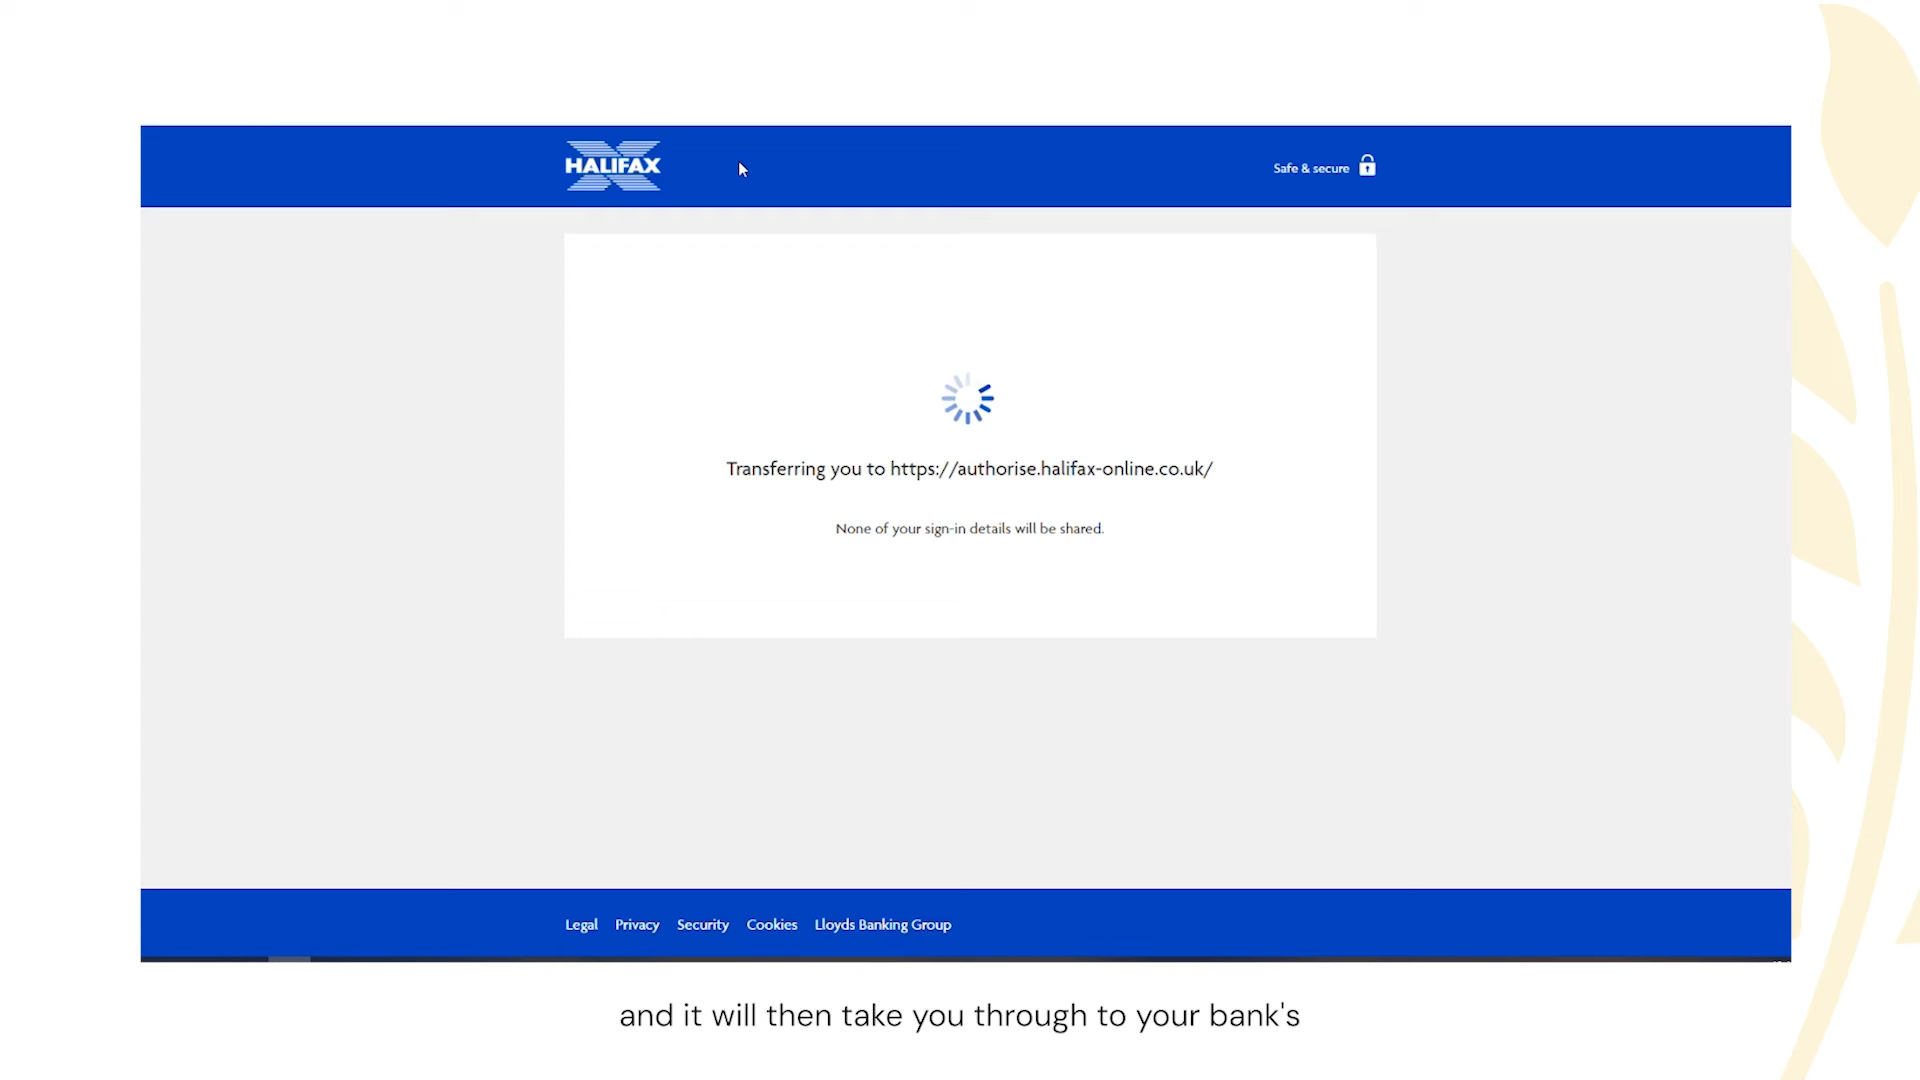 HALIFAX
Safe & secure
Transferring you to https://authorise.halifax-online.co.uk/
None of your sign-in details will be shared.
Legal Privacy Security Cookies Lloyds Banking Group
and it will then take you through to your bank's